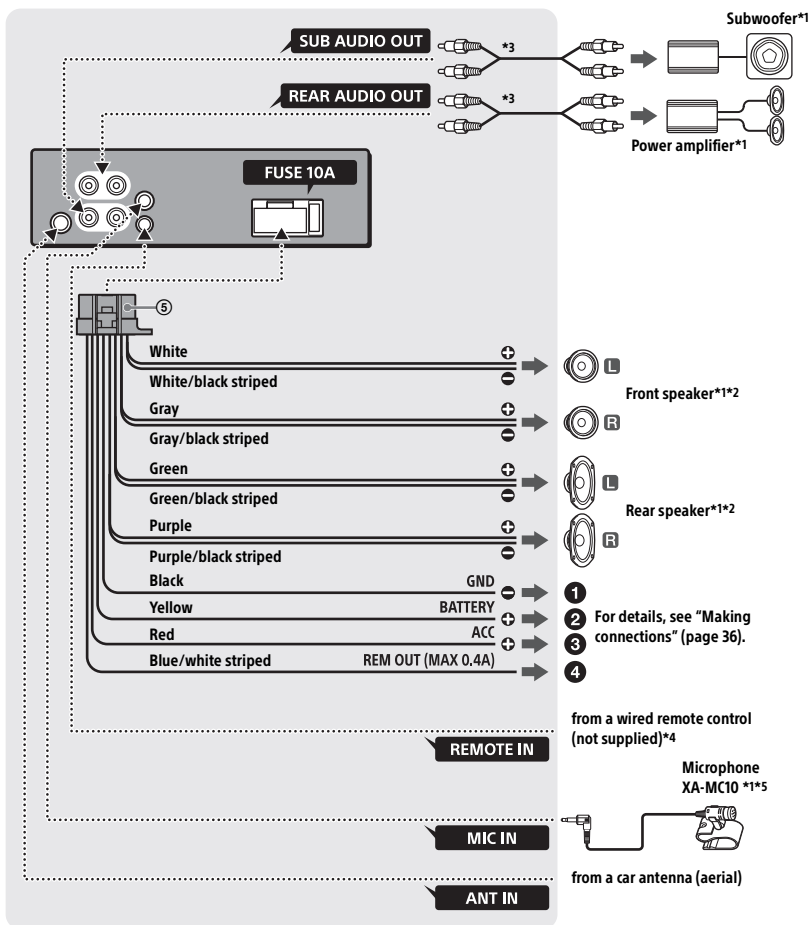 Subwoofer*1
SUB AUDIO OUT
*3
REAR AUDIO OUT
*3
Power amplifier*1
FUSE 10A
5
White
White/black striped
L
Front speaker*1*2
Gray
Gray/black striped
R
Green
Green/black striped
L
Rear speaker*1*2
Purple
Purple/black striped
R
Black GND 1
Yellow BATTERY 2
Red ACC 3
For details, see "Making
connections" (page 36).
Blue/white striped REM OUT (MAX 0.4A) 4
from a wired remote control
(not supplied)*4
REMOTE IN
Microphone
XA-MC10 *1*5
MIC IN
from a car antenna (aerial)
ANT IN